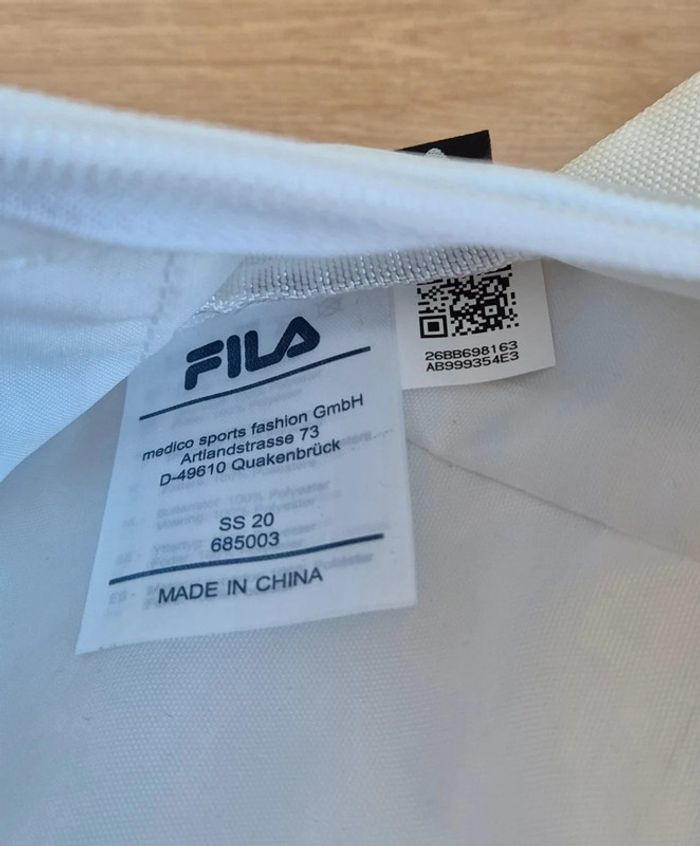 FILA
medico sports fashion GmbH
Artlandstrasse 73
D-49610 Quakenbrück
SS 20
685003
MADE IN CHINA
26BB698163
AB999354E3